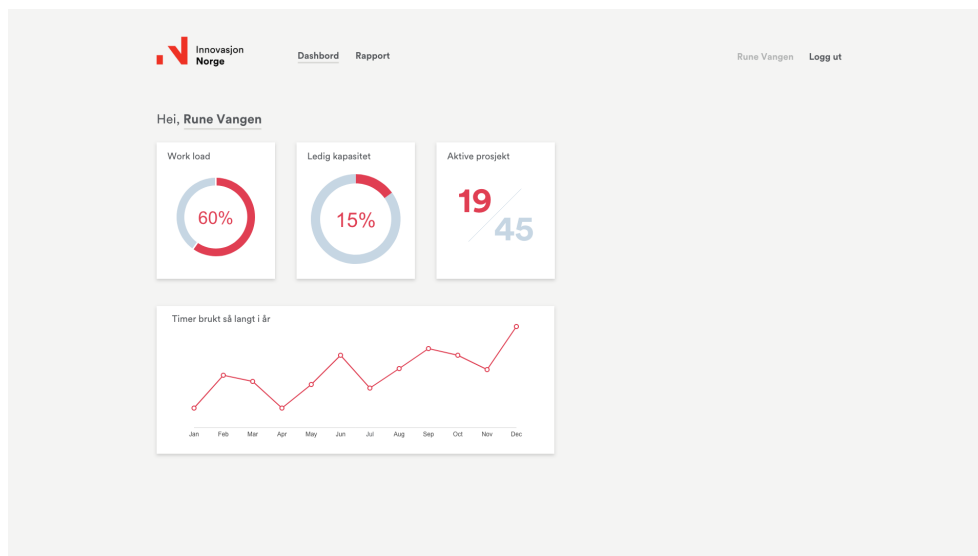 Innovasjon
Norge
Dashbord Rapport
Rune Vangen Logg ut
Hei, Rune Vangen
Work load
60%
Ledig kapasitet
15%
Aktive prosjekt
19
45
Timer brukt så langt i år
Jan Feb Mar Apr May Jun Jul Aug Sep Oct Nov Dec